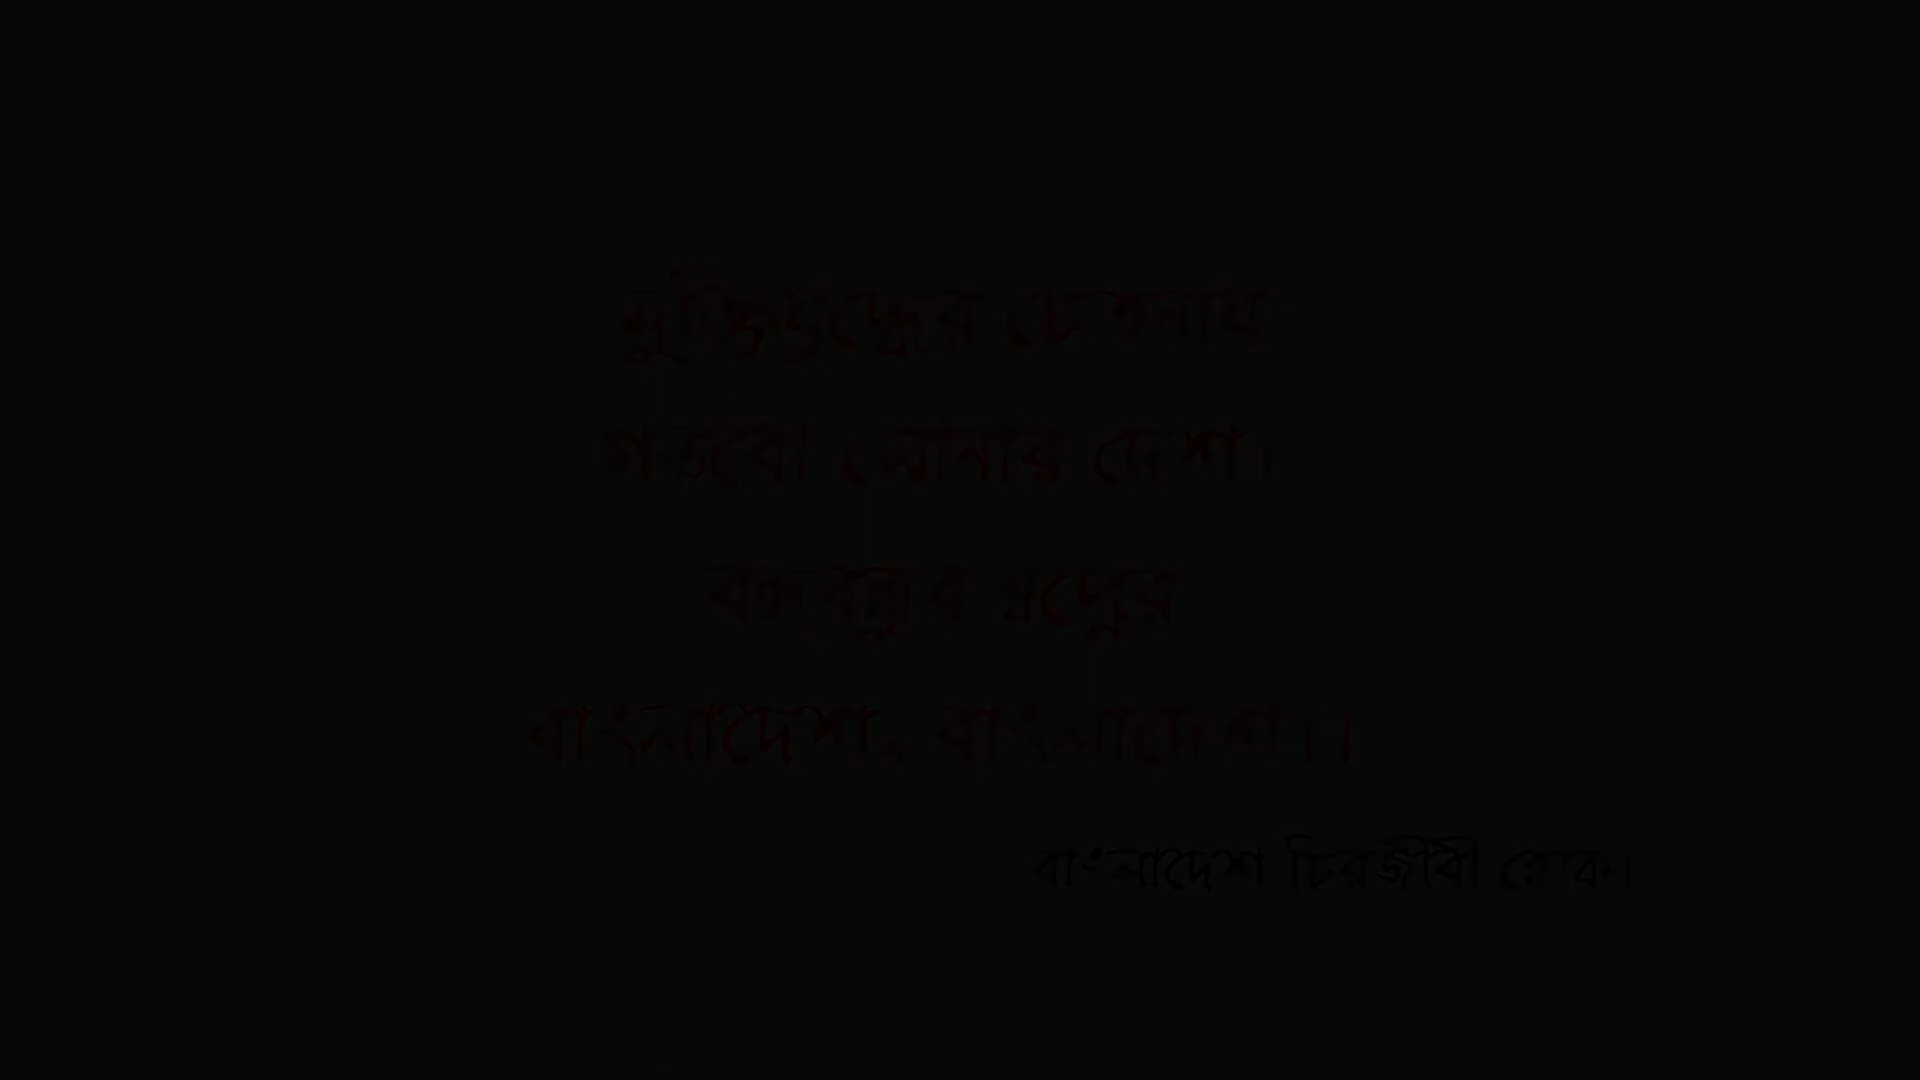 মুক্তিযুদ্ধের চেতনায়
গড়বো সোনার দেশ।
বঙ্গবন্ধুর স্বপ্নের
বাংলাদেশ, বাংলাদেশ।।
বাংলাদেশ চিরজীবী হোক।